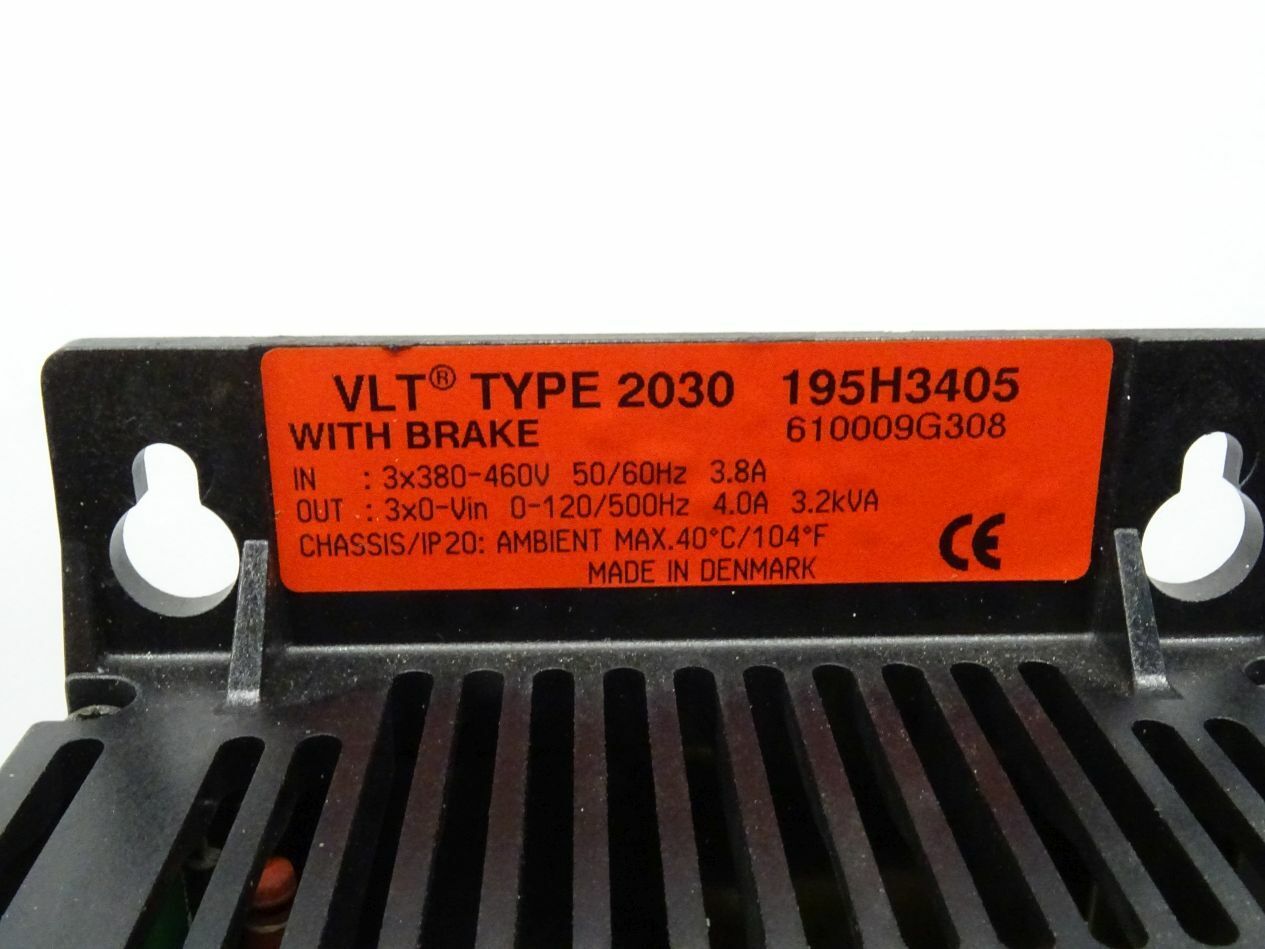 VLT® TYPE 2030 195H3405
WITH BRAKE 610009G308
IN : 3x380-460V 50/60Hz 3.8A
OUT : 3x0-Vin 0-120/500Hz 4.0A 3.2kVA
CHASSIS/IP20: AMBIENT MAX.40°C/104°F CE
MADE IN DENMARK